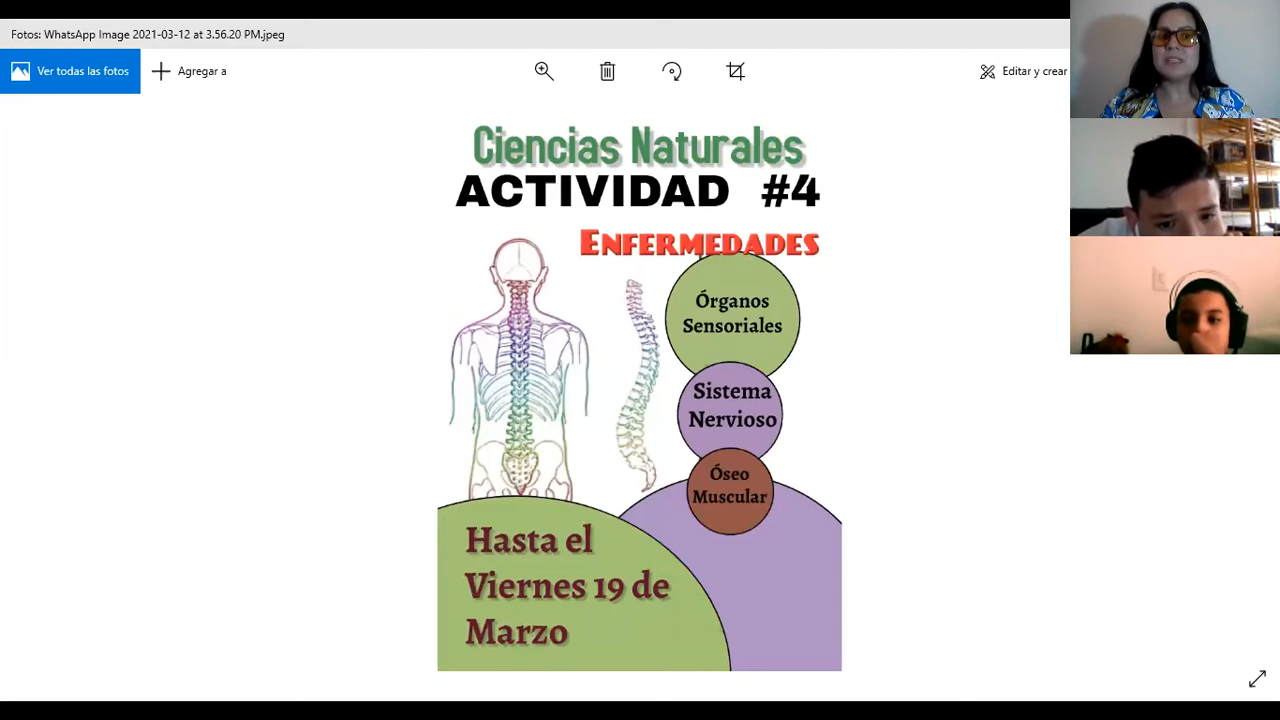 Fotos: WhatsApp Image 2021-03-12 at 3.56.20 PM.jpeg
Ver todas las fotos
Agregar a
Editar y crear
Ciencias Naturales
ACTIVIDAD #4
ENFERMEDADES
Órganos
Sensoriales
Sistema
Nervioso
Óseo
Muscular
Hasta el
Viernes 19 de
Marzo